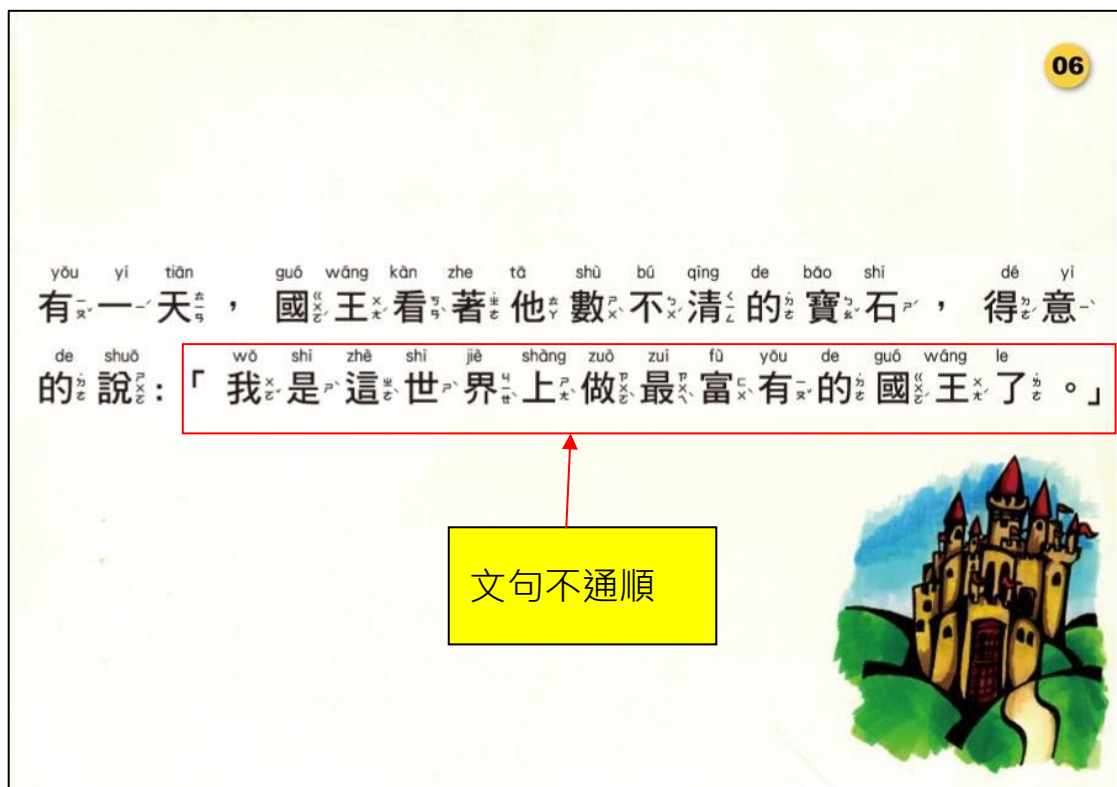 06
yǒu yì tiān guó wáng kàn zhe tā shù bú qīng de bǎo shí dé yì
有一天，國王看著他數不清的寶石，得意
de shuō wǒ shì zhè shì jiè shàng zuò zuì fù yǒu de guó wáng le
的說：「我是這世界上做最富有的國王了。」
文句不通順